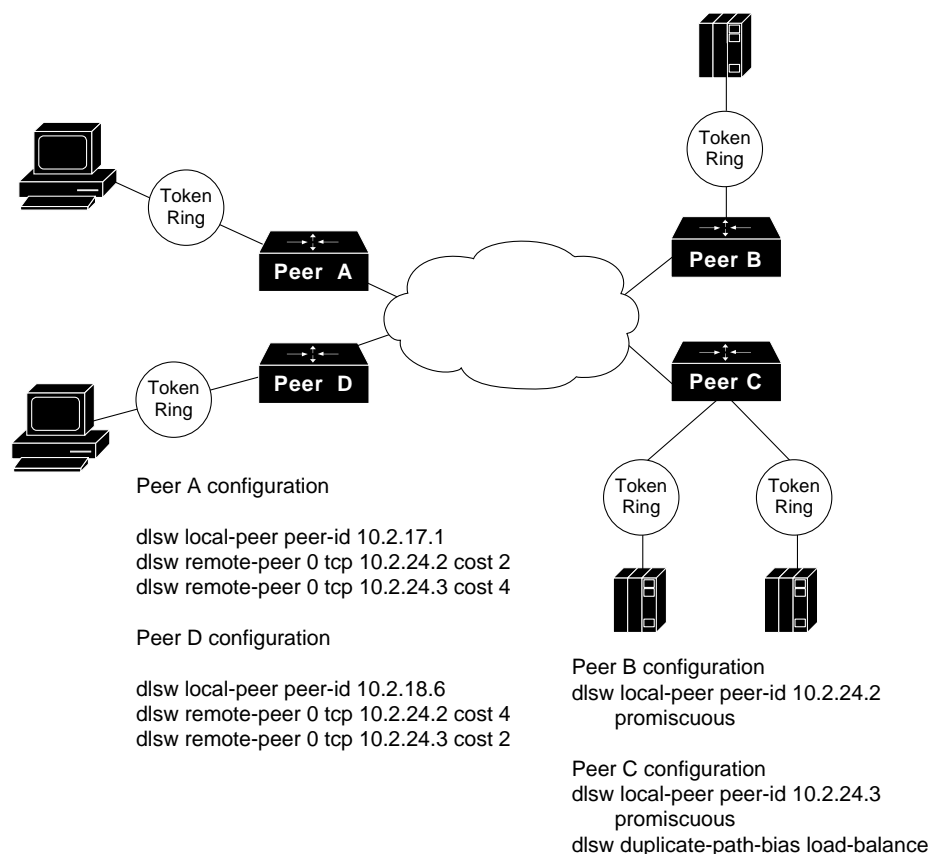 Token
Ring
Token
Ring
Peer A
Peer B
Peer D
Peer C
Token
Ring
Token
Ring
Token
Ring
Peer A configuration
dlsw local-peer peer-id 10.2.17.1
dlsw remote-peer 0 tcp 10.2.24.2 cost 2
dlsw remote-peer 0 tcp 10.2.24.3 cost 4
Peer D configuration
dlsw local-peer peer-id 10.2.18.6
dlsw remote-peer 0 tcp 10.2.24.2 cost 4
dlsw remote-peer 0 tcp 10.2.24.3 cost 2
Peer B configuration
dlsw local-peer peer-id 10.2.24.2
promiscuous
Peer C configuration
dlsw local-peer peer-id 10.2.24.3
promiscuous
dlsw duplicate-path-bias load-balance